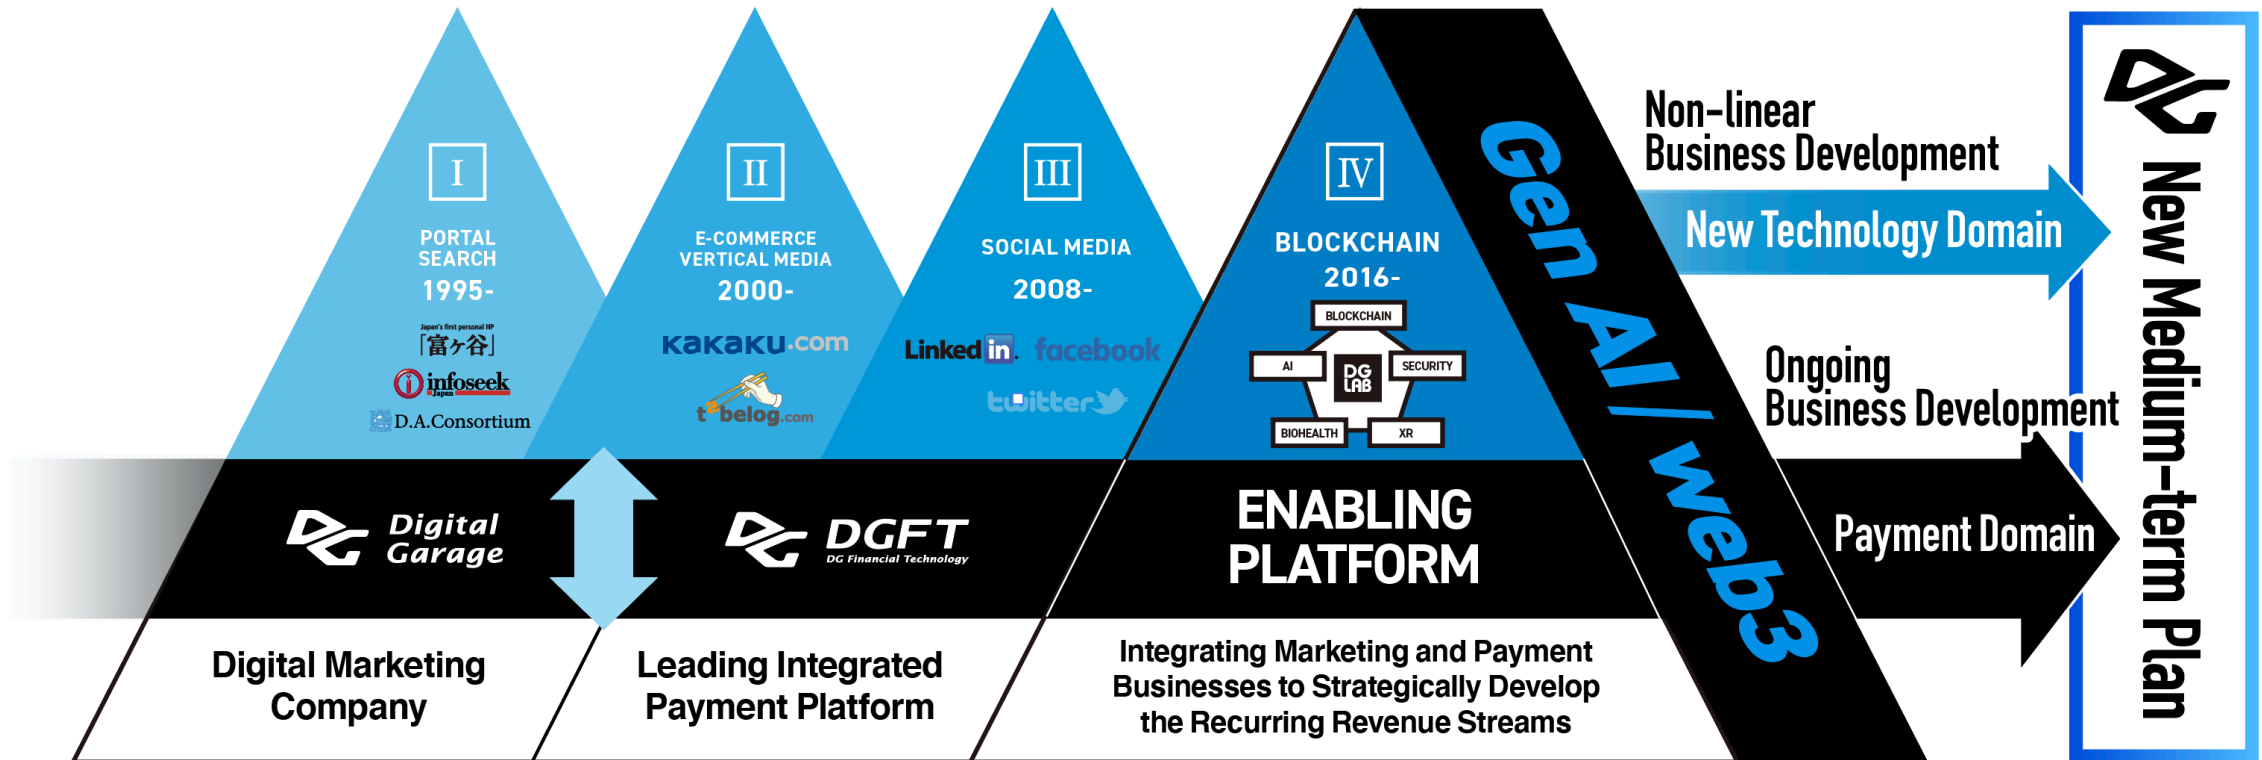 I
PORTAL
SEARCH
1995-
Japan's first personal HP
「富ヶ谷」
infoseek
Japan
D.A.Consortium
II
E-COMMERCE
VERTICAL MEDIA
2000-
KAKAKU.com
tabelog.com
III
SOCIAL MEDIA
2008-
Linked in.
facebook
twitter
IV
BLOCKCHAIN
2016-
BLOCKCHAIN
AI
DG
LAB
SECURITY
BIOHEALTH
XR
Gen AI / web3
Non-linear
Business Development
New Technology Domain
Ongoing
Business Development
Payment Domain
DG New Medium-term Plan
DG Digital
Garage
DG DGFT
DG Financial Technology
ENABLING
PLATFORM
Digital Marketing
Company
Leading Integrated
Payment Platform
Integrating Marketing and Payment
Businesses to Strategically Develop
the Recurring Revenue Streams